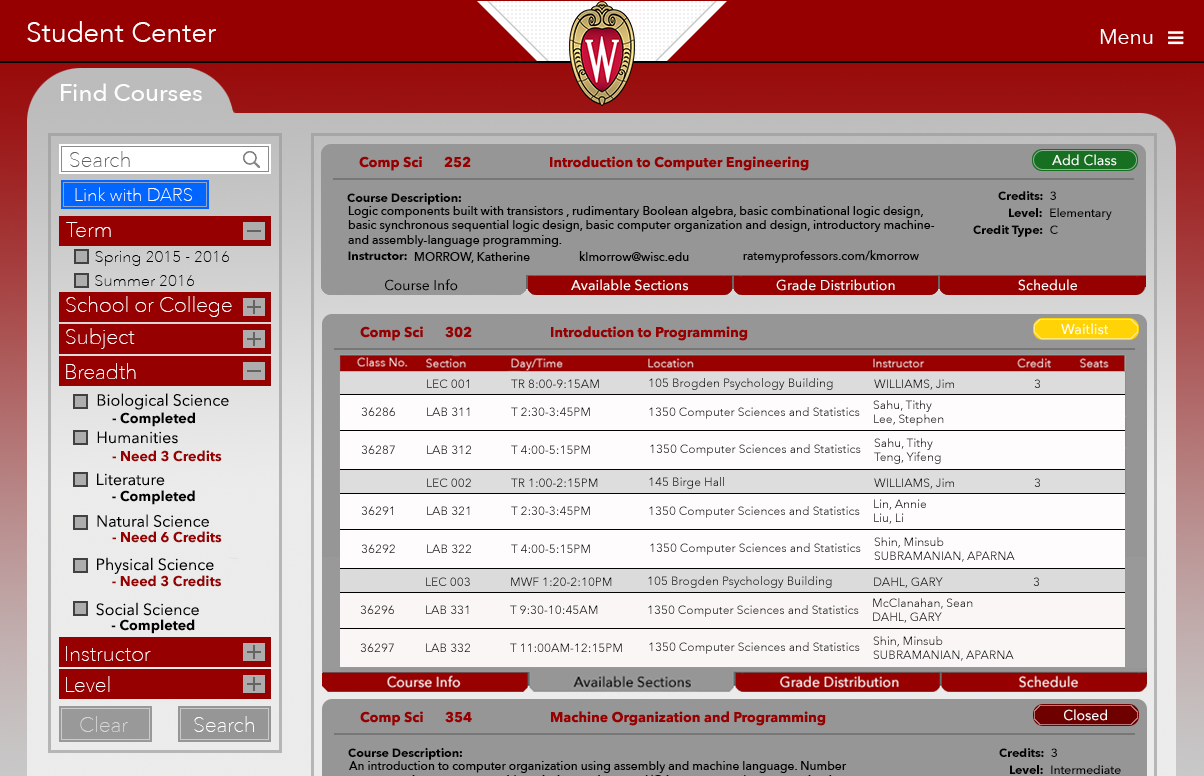 Student Center
W
Menu
Find Courses
Search
Link with DARS
Term
Spring 2015 - 2016
Summer 2016
School or College
Subject
Breadth
Biological Science
- Completed
Humanities
- Need 3 Credits
Literature
- Completed
Natural Science
- Need 6 Credits
Physical Science
- Need 3 Credits
Social Science
- Completed
Instructor
Level
Clear Search
Comp Sci 252 Introduction to Computer Engineering Add Class
Course Description:
Logic components built with transistors , rudimentary Boolean algebra, basic combinational logic design,
basic synchronous sequential logic design, basic computer organization and design, introductory machine-
and assembly-language programming.
Instructor: MORROW, Katherine klmorrow@wisc.edu ratemyprofessors.com/kmorrow
Credits: 3
Level: Elementary
Credit Type: C
Course Info Available Sections Grade Distribution Schedule
Comp Sci 302 Introduction to Programming Waitlist
Class No. Section Day/Time Location Instructor Credit Seats
LEC 001 TR 8:00-9:15AM 105 Brogden Psychology Building WILLIAMS, Jim 3
36286 LAB 311 T 2:30-3:45PM 1350 Computer Sciences and Statistics Sahu, Tithy
Lee, Stephen
36287 LAB 312 T 4:00-5:15PM 1350 Computer Sciences and Statistics Sahu, Tithy
Teng, Yifeng
LEC 002 TR 1:00-2:15PM 145 Birge Hall WILLIAMS, Jim 3
36291 LAB 321 T 2:30-3:45PM 1350 Computer Sciences and Statistics Lin, Annie
Liu, Li
36292 LAB 322 T 4:00-5:15PM 1350 Computer Sciences and Statistics Shin, Minsub
SUBRAMANIAN, APARNA
LEC 003 MWF 1:20-2:10PM 105 Brogden Psychology Building DAHL, GARY 3
36296 LAB 331 T 9:30-10:45AM 1350 Computer Sciences and Statistics McClanahan, Sean
DAHL, GARY
36297 LAB 332 T 11:00AM-12:15PM 1350 Computer Sciences and Statistics Shin, Minsub
SUBRAMANIAN, APARNA
Course Info Available Sections Grade Distribution Schedule
Comp Sci 354 Machine Organization and Programming Closed
Course Description:
An introduction to computer organization using assembly and machine language. Number
Credits: 3
Level: Intermediate